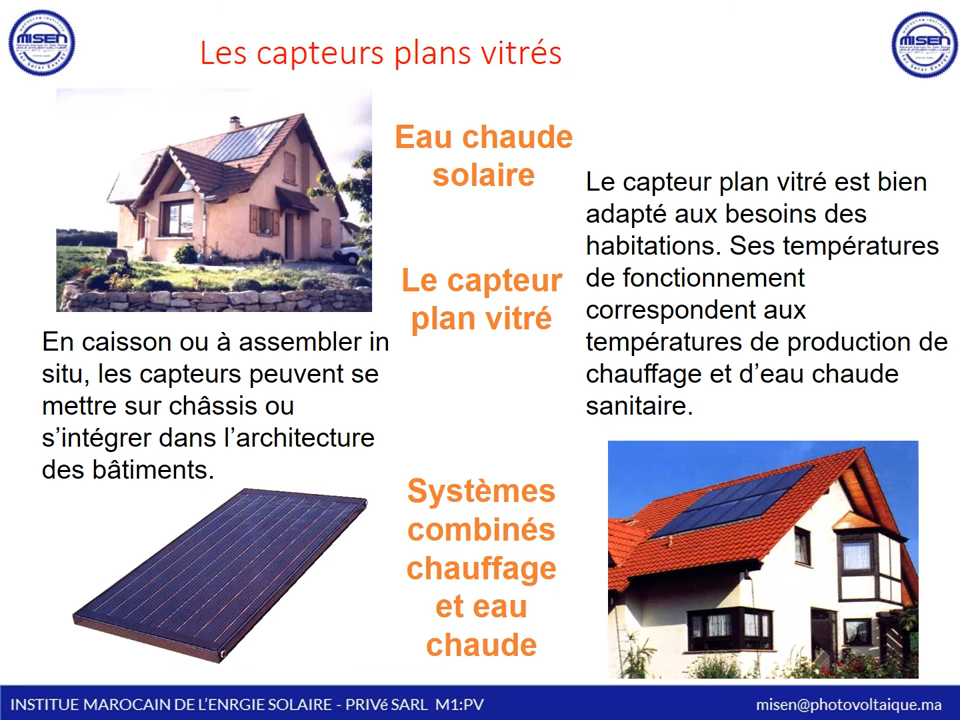 MISEN
MISEN
Les capteurs plans vitrés
Eau chaude
solaire
Le capteur plan vitré est bien
adapté aux besoins des
habitations. Ses températures
de fonctionnement
correspondent aux
températures de production de
chauffage et d’eau chaude
sanitaire.
Le capteur
plan vitré
En caisson ou à assembler in
situ, les capteurs peuvent se
mettre sur châssis ou
s’intégrer dans l’architecture
des bâtiments.
Systèmes
combinés
chauffage
et eau
chaude
INSTITUE MAROCAIN DE L’ENRGIE SOLAIRE - PRIVé SARL M1:PV
misen@photovoltaique.ma